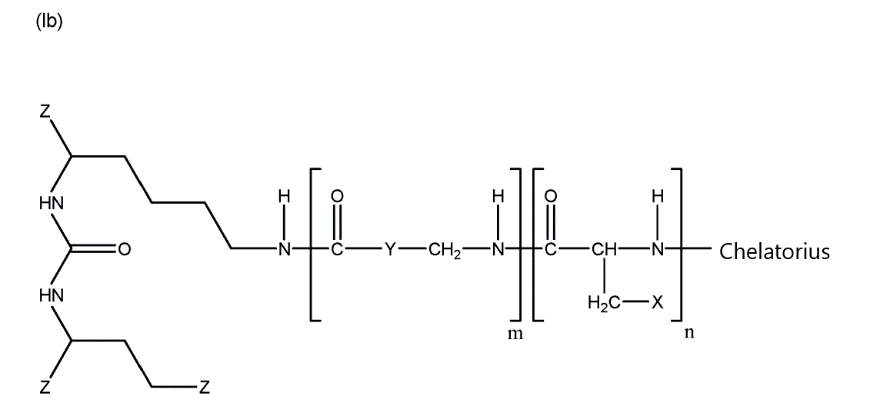 (Ib)
Z
H O H O H
HN O N C Y CH₂ N C CH N Chelatorius
HN H₂C X
m n
Z Z